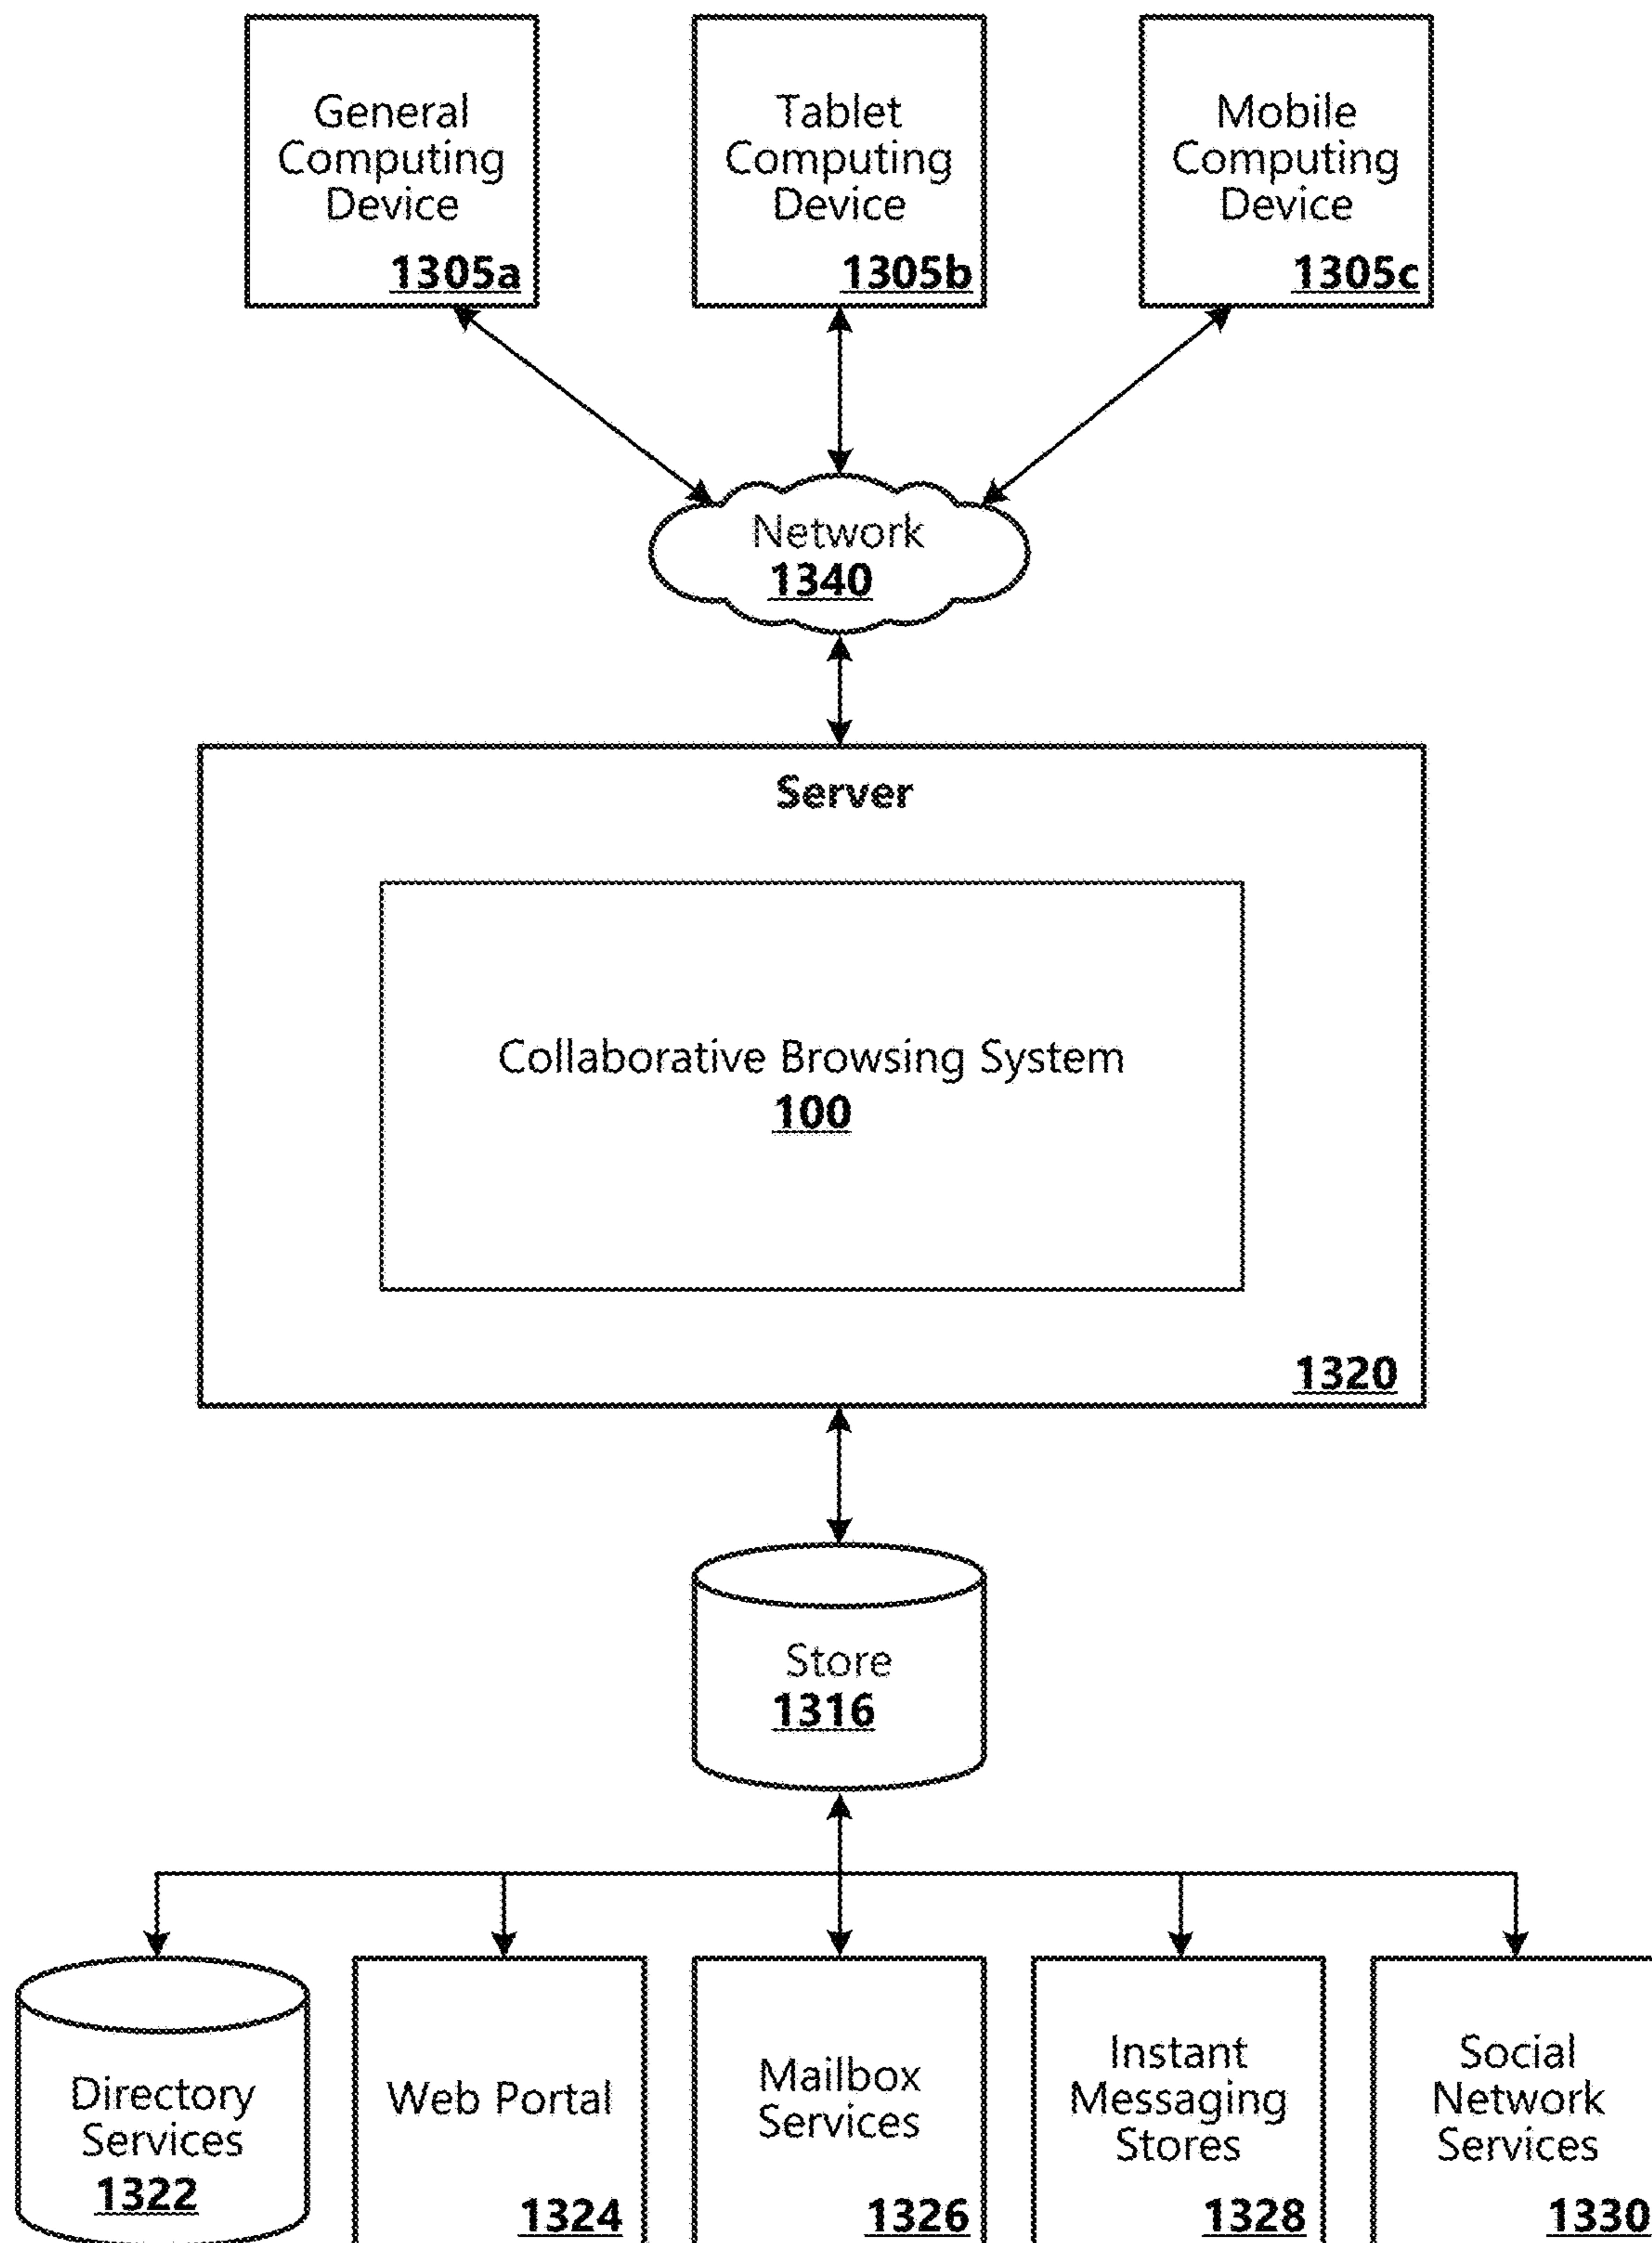 General
Computing
Device
1305a
Tablet
Computing
Device
1305b
Mobile
Computing
Device
1305c
Network
1340
Server
Collaborative Browsing System
100
1320
Store
1316
Directory
Services
1322
Web Portal
1324
Mailbox
Services
1326
Instant
Messaging
Stores
1328
Social
Network
Services
1330